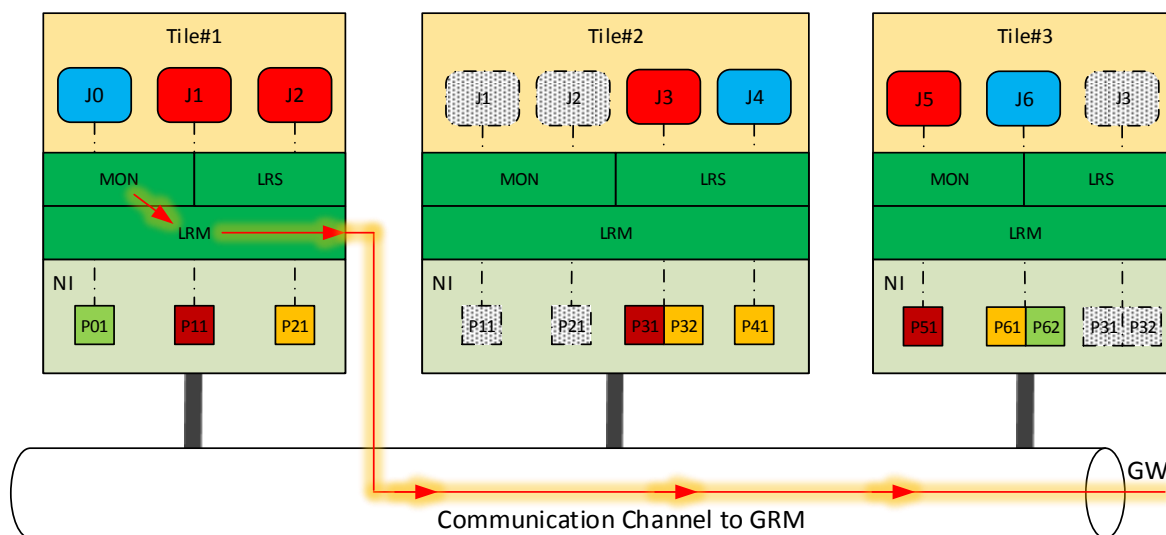 Tile#1
Tile#2
Tile#3
J0
J1
J2
J1
J2
J3
J4
J5
J6
J3
MON
LRS
MON
LRS
MON
LRS
LRM
LRM
LRM
NI
NI
NI
P01
P11
P21
P11
P21
P31
P32
P41
P51
P61
P62
P31
P32
GW
Communication Channel to GRM